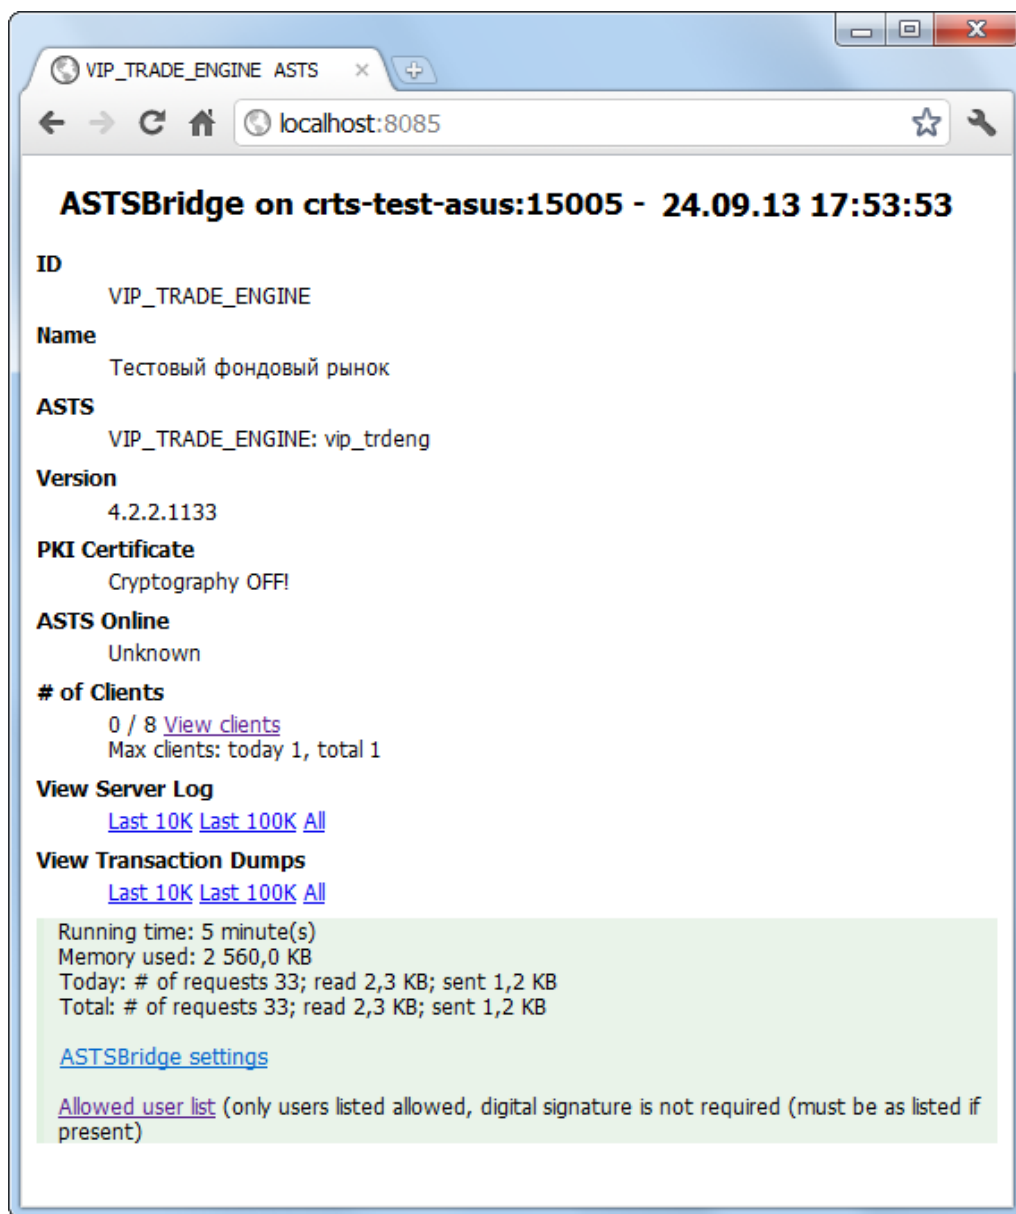 VIP_TRADE_ENGINE ASTS
localhost:8085
ASTSBridge on crts-test-asus:15005 - 24.09.13 17:53:53
ID
VIP_TRADE_ENGINE
Name
Тестовый фондовый рынок
ASTS
VIP_TRADE_ENGINE: vip_trdeng
Version
4.2.2.1133
PKI Certificate
Cryptography OFF!
ASTS Online
Unknown
# of Clients
0 / 8 View clients
Max clients: today 1, total 1
View Server Log
Last 10K Last 100K All
View Transaction Dumps
Last 10K Last 100K All
Running time: 5 minute(s)
Memory used: 2 560,0 KB
Today: # of requests 33; read 2,3 KB; sent 1,2 KB
Total: # of requests 33; read 2,3 KB; sent 1,2 KB
ASTSBridge settings
Allowed user list (only users listed allowed, digital signature is not required (must be as listed if
present)